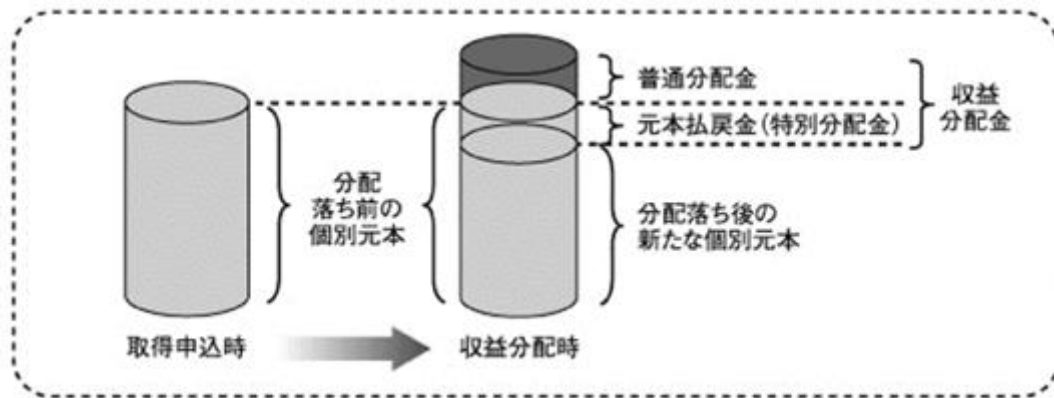 普通分配金
収益
分配金
元本払戻金(特別分配金)
分配
落ち前の
個別元本
分配落ち後の
新たな個別元本
取得申込時
収益分配時